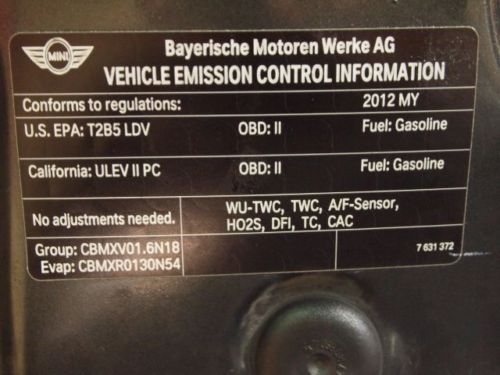 MINI
Bayerische Motoren Werke AG
VEHICLE EMISSION CONTROL INFORMATION
Conforms to regulations: 2012 MY
U.S. EPA: T2B5 LDV OBD: II Fuel: Gasoline
California: ULEV II PC OBD: II Fuel: Gasoline
No adjustments needed.
WU-TWC, TWC, A/F-Sensor,
HO2S, DFI, TC, CAC
Group: CBMXV01.6N18
Evap: CBMXR0130N54
7 631 372